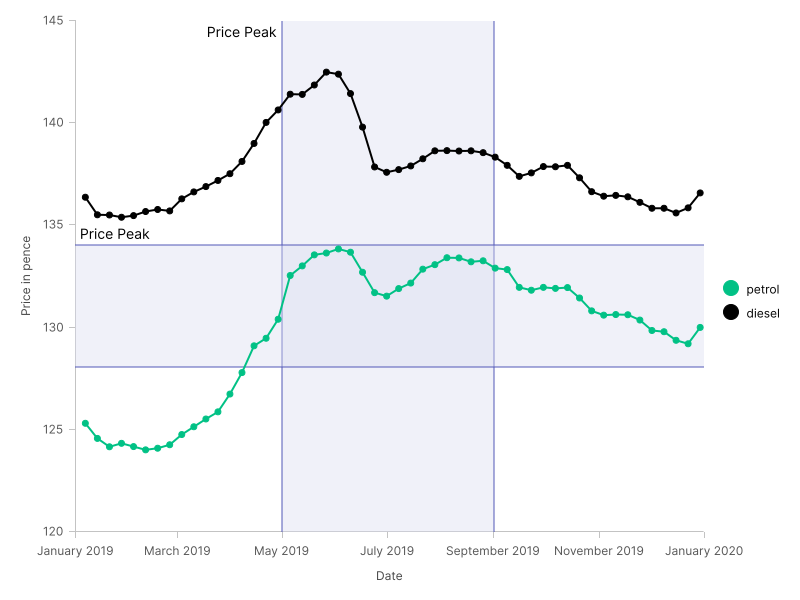 145
Price Peak
140
135
Price Peak
130
125
120
Price in pence
January 2019 March 2019 May 2019 July 2019 September 2019 November 2019 January 2020
Date
petrol
diesel